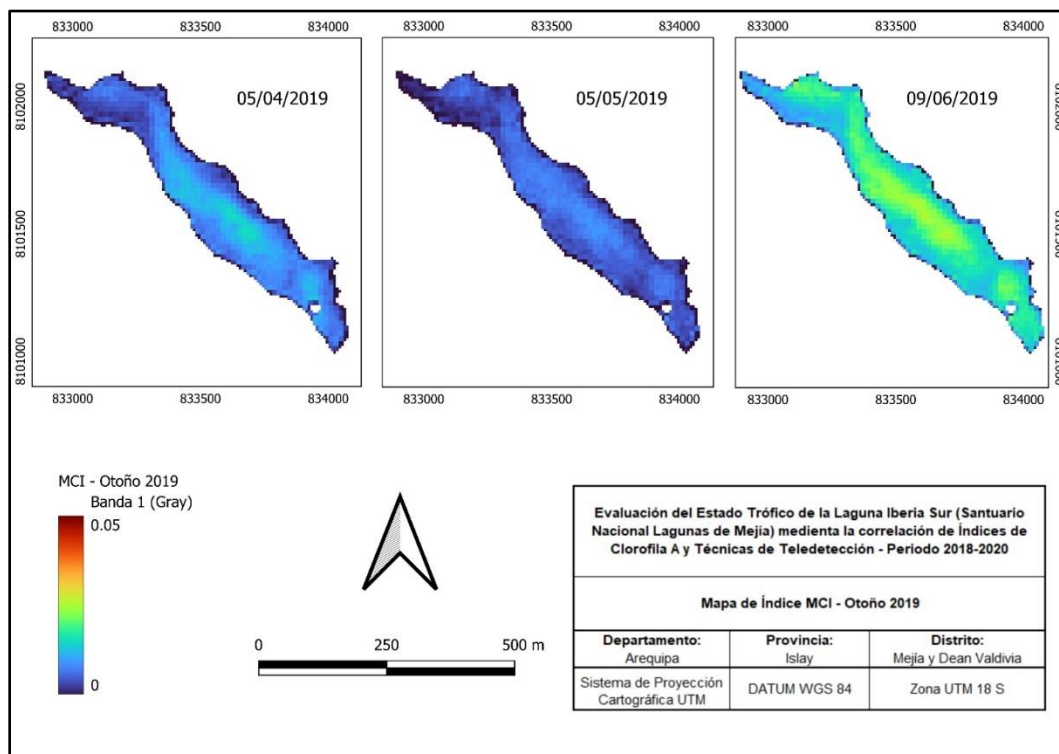 833000 833500 834000 833000 833500 834000 833000 833500 834000
05/04/2019 05/05/2019 09/06/2019
8102000 8102000
8101500 8101500
8101000 8101000
833000 833500 834000 833000 833500 834000 833000 833500 834000
MCI - Otoño 2019
Banda 1 (Gray)
0.05
0
0 250 500 m
Evaluación del Estado Trófico de la Laguna Iberia Sur (Santuario
Nacional Lagunas de Mejía) medienta la correlación de Índices de
Clorofila A y Técnicas de Teledetección - Periodo 2018-2020
Mapa de Índice MCI - Otoño 2019
Departamento: Provincia: Distrito:
Arequipa Islay Mejía y Dean Valdivia
Sistema de Proyección
Cartográfica UTM
DATUM WGS 84 Zona UTM 18 S